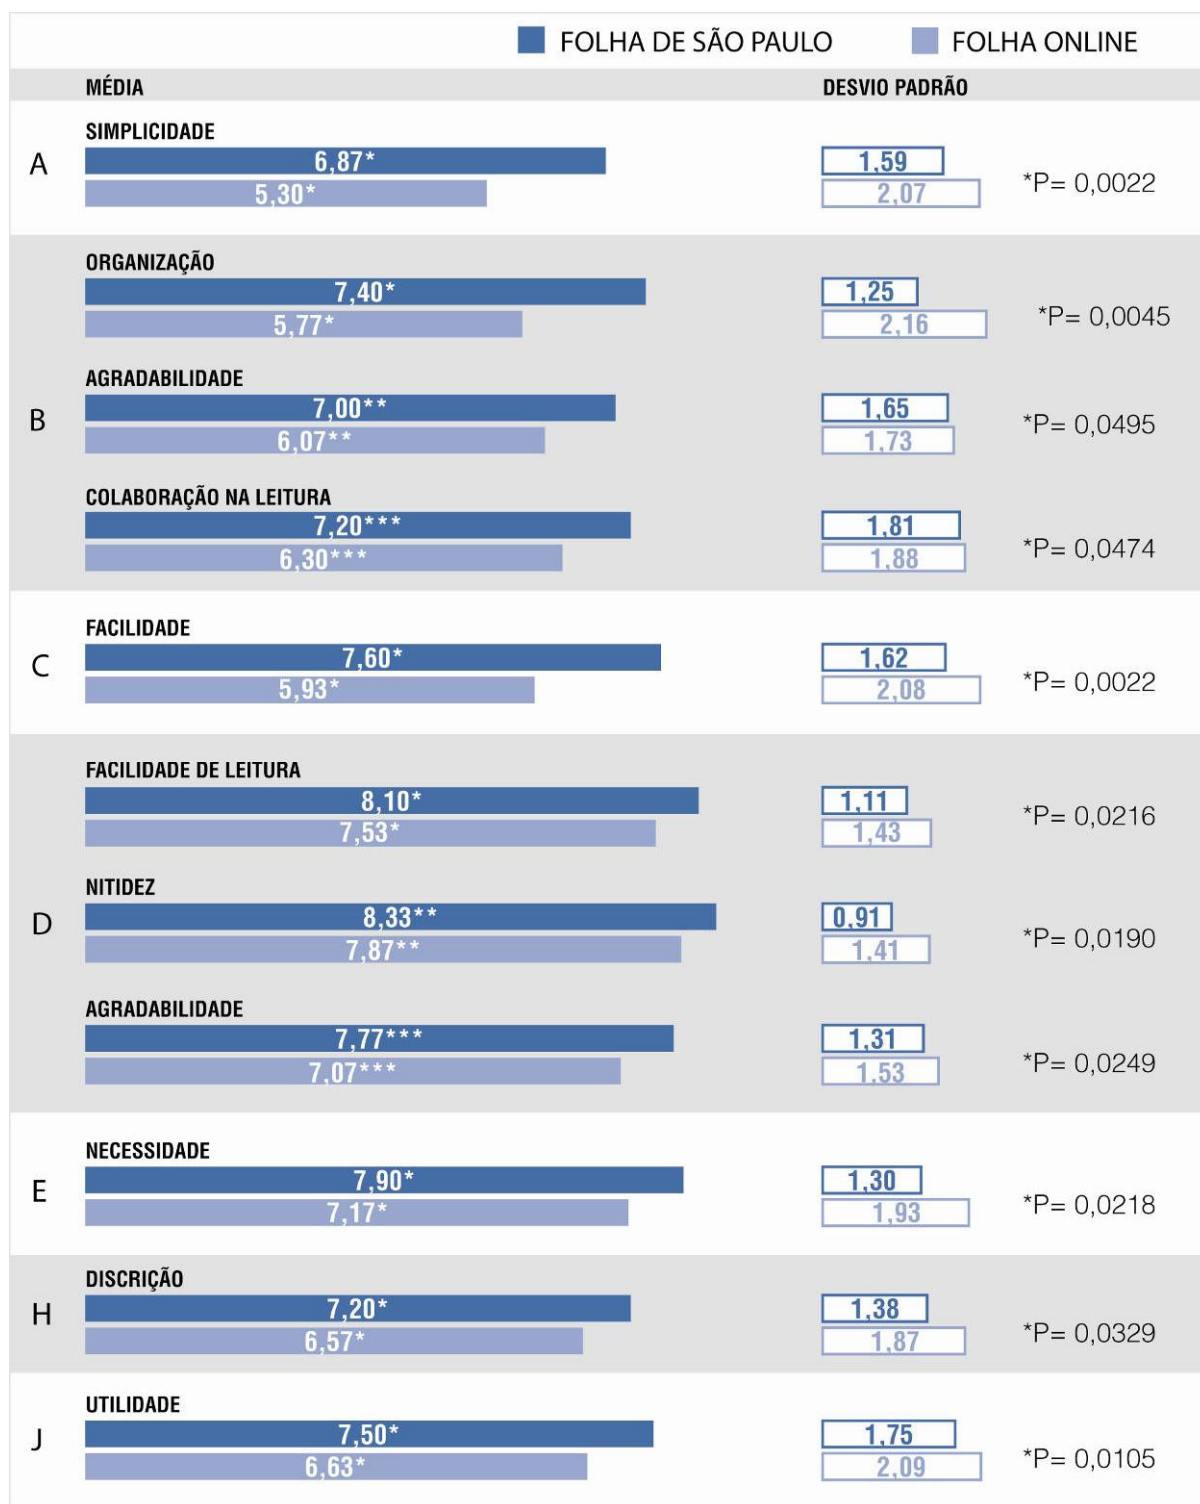 FOLHA DE SÃO PAULO FOLHA ONLINE
MÉDIA DESVIO PADRÃO
SIMPLICIDADE
A
6,87* 1,59
5,30* 2,07
*P= 0,0022
ORGANIZAÇÃO
7,40* 1,25
5,77* 2,16
*P= 0,0045
AGRADABILIDADE
B
7,00** 1,65
6,07** 1,73
*P= 0,0495
COLABORAÇÃO NA LEITURA
7,20*** 1,81
6,30*** 1,88
*P= 0,0474
FACILIDADE
C
7,60* 1,62
5,93* 2,08
*P= 0,0022
FACILIDADE DE LEITURA
8,10* 1,11
7,53* 1,43
*P= 0,0216
NITIDEZ
D
8,33** 0,91
7,87** 1,41
*P= 0,0190
AGRADABILIDADE
7,77*** 1,31
7,07*** 1,53
*P= 0,0249
NECESSIDADE
E
7,90* 1,30
7,17* 1,93
*P= 0,0218
DISCRIÇÃO
H
7,20* 1,38
6,57* 1,87
*P= 0,0329
UTILIDADE
J
7,50* 1,75
6,63* 2,09
*P= 0,0105